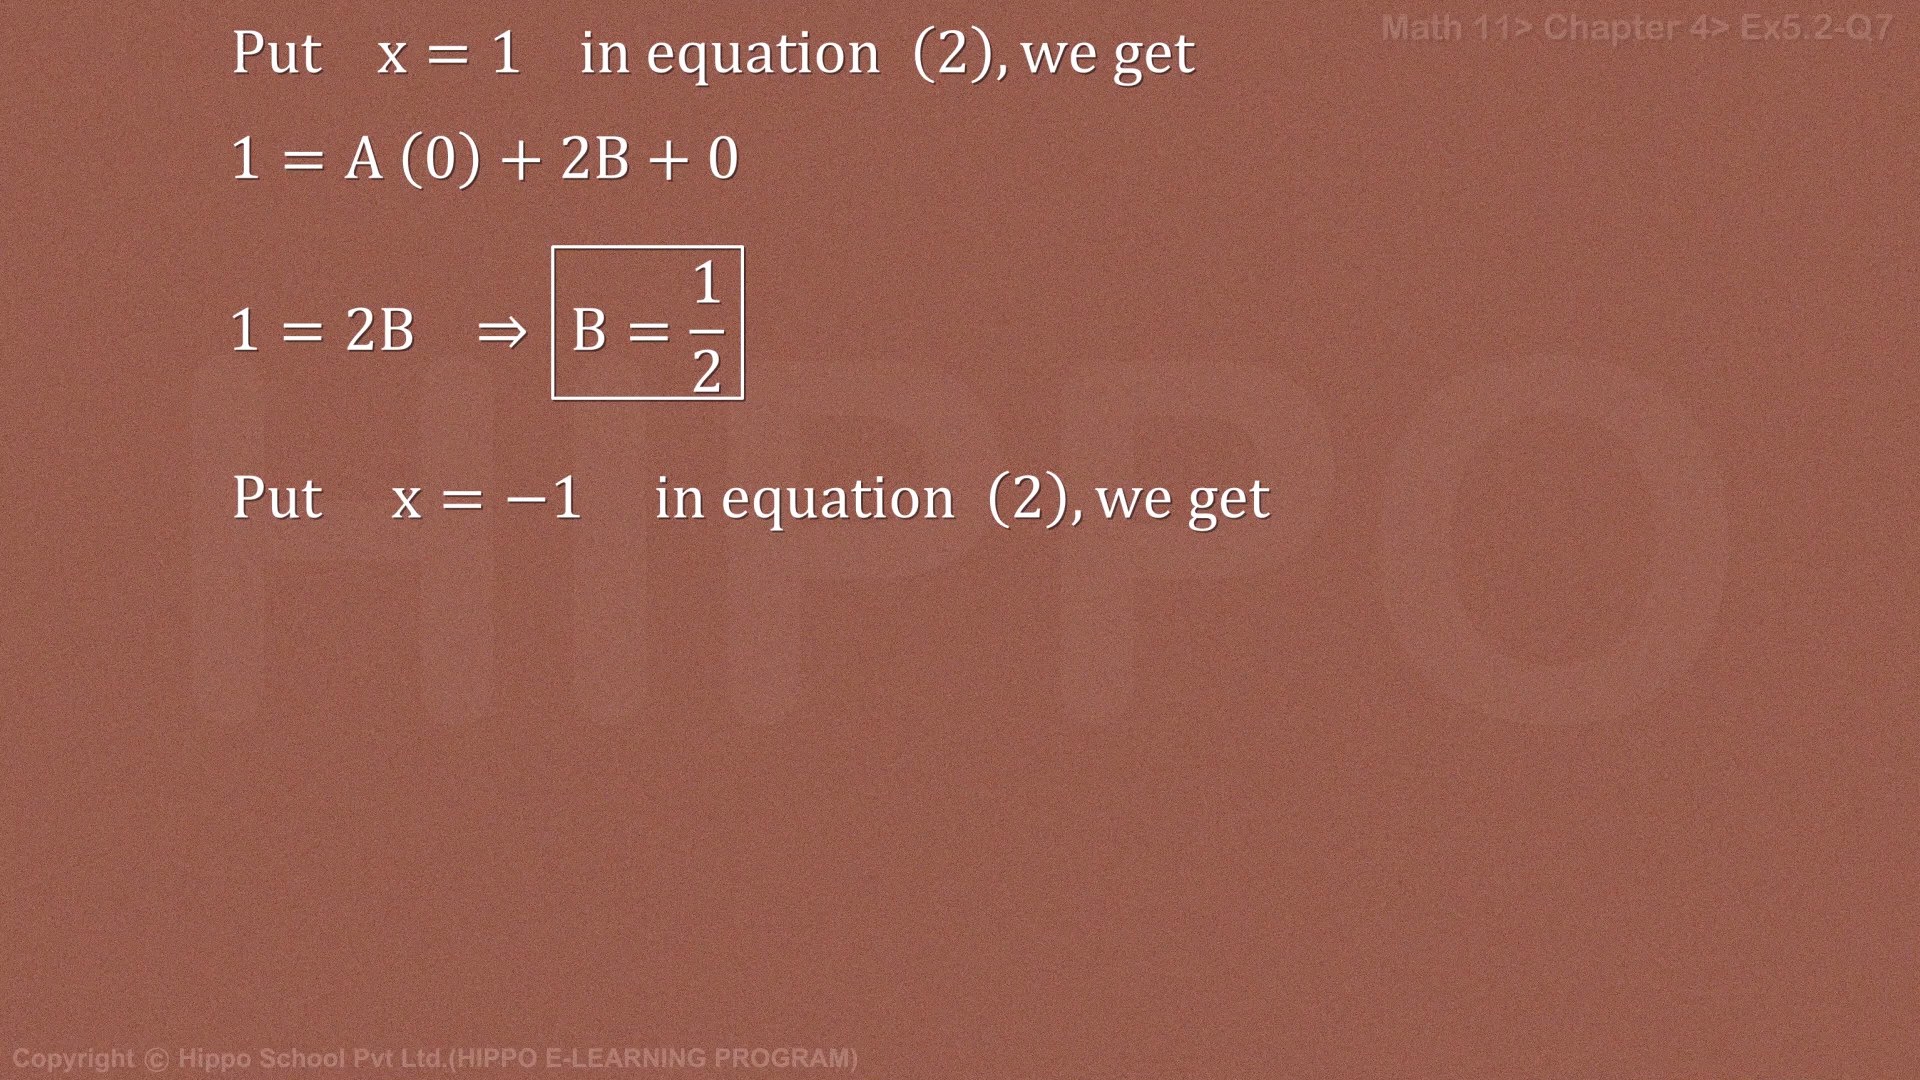 Math 11> Chapter 4> Ex5.2-Q7
Put x = 1 in equation (2), we get
1 = A (0) + 2B + 0
1 = 2B ⇒ B = 1/2
Put x = −1 in equation (2), we get
HIPPO
Copyright © Hippo School Pvt Ltd.(HIPPO E-LEARNING PROGRAM)